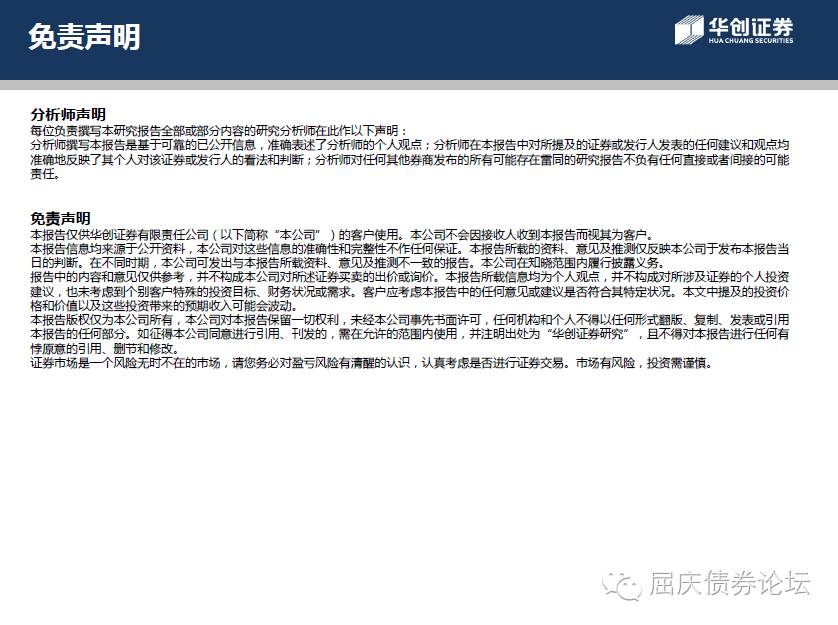 免责声明
华创证券
HUA CHUANG SECURITIES
分析师声明
每位负责撰写本研究报告全部或部分内容的研究分析师在此作以下声明：
分析师撰写本报告是基于可靠的已公开信息，准确表述了分析师的个人观点；分析师在本报告中对所提及的证券或发行人发表的任何建议和观点均
准确地反映了其个人对该证券或发行人的看法和判断；分析师对任何其他券商发布的所有可能存在雷同的研究报告不负有任何直接或者间接的可能
责任。
免责声明
本报告仅供华创证券有限责任公司（以下简称“本公司”）的客户使用。本公司不会因接收人收到本报告而视其为客户。
本报告信息均来源于公开资料，本公司对这些信息的准确性和完整性不作任何保证。本报告所载的资料、意见及推测仅反映本公司于发布本报告当
日的判断。在不同时期，本公司可发出与本报告所载资料、意见及推测不一致的报告。本公司在知晓范围内履行披露义务。
报告中的内容和意见仅供参考，并不构成本公司对所述证券买卖的出价或询价。本报告所载信息均为个人观点，并不构成对所涉及证券的个人投资
建议，也未考虑到个别客户特殊的投资目标、财务状况或需求。客户应考虑本报告中的任何意见或建议是否符合其特定状况。本文中提及的投资价
格和价值以及这些投资带来的预期收入可能会波动。
本报告版权仅为本公司所有，本公司对本报告保留一切权利，未经本公司事先书面许可，任何机构和个人不得以任何形式翻版、复制、发表或引用
本报告的任何部分。如征得本公司同意进行引用、刊发的，需在允许的范围内使用，并注明出处为“华创证券研究”，且不得对本报告进行任何有
悖原意的引用、删节和修改。
证券市场是一个风险无时不在的市场，请您务必对盈亏风险有清醒的认识，认真考虑是否进行证券交易。市场有风险，投资需谨慎。
屈庆债券论坛